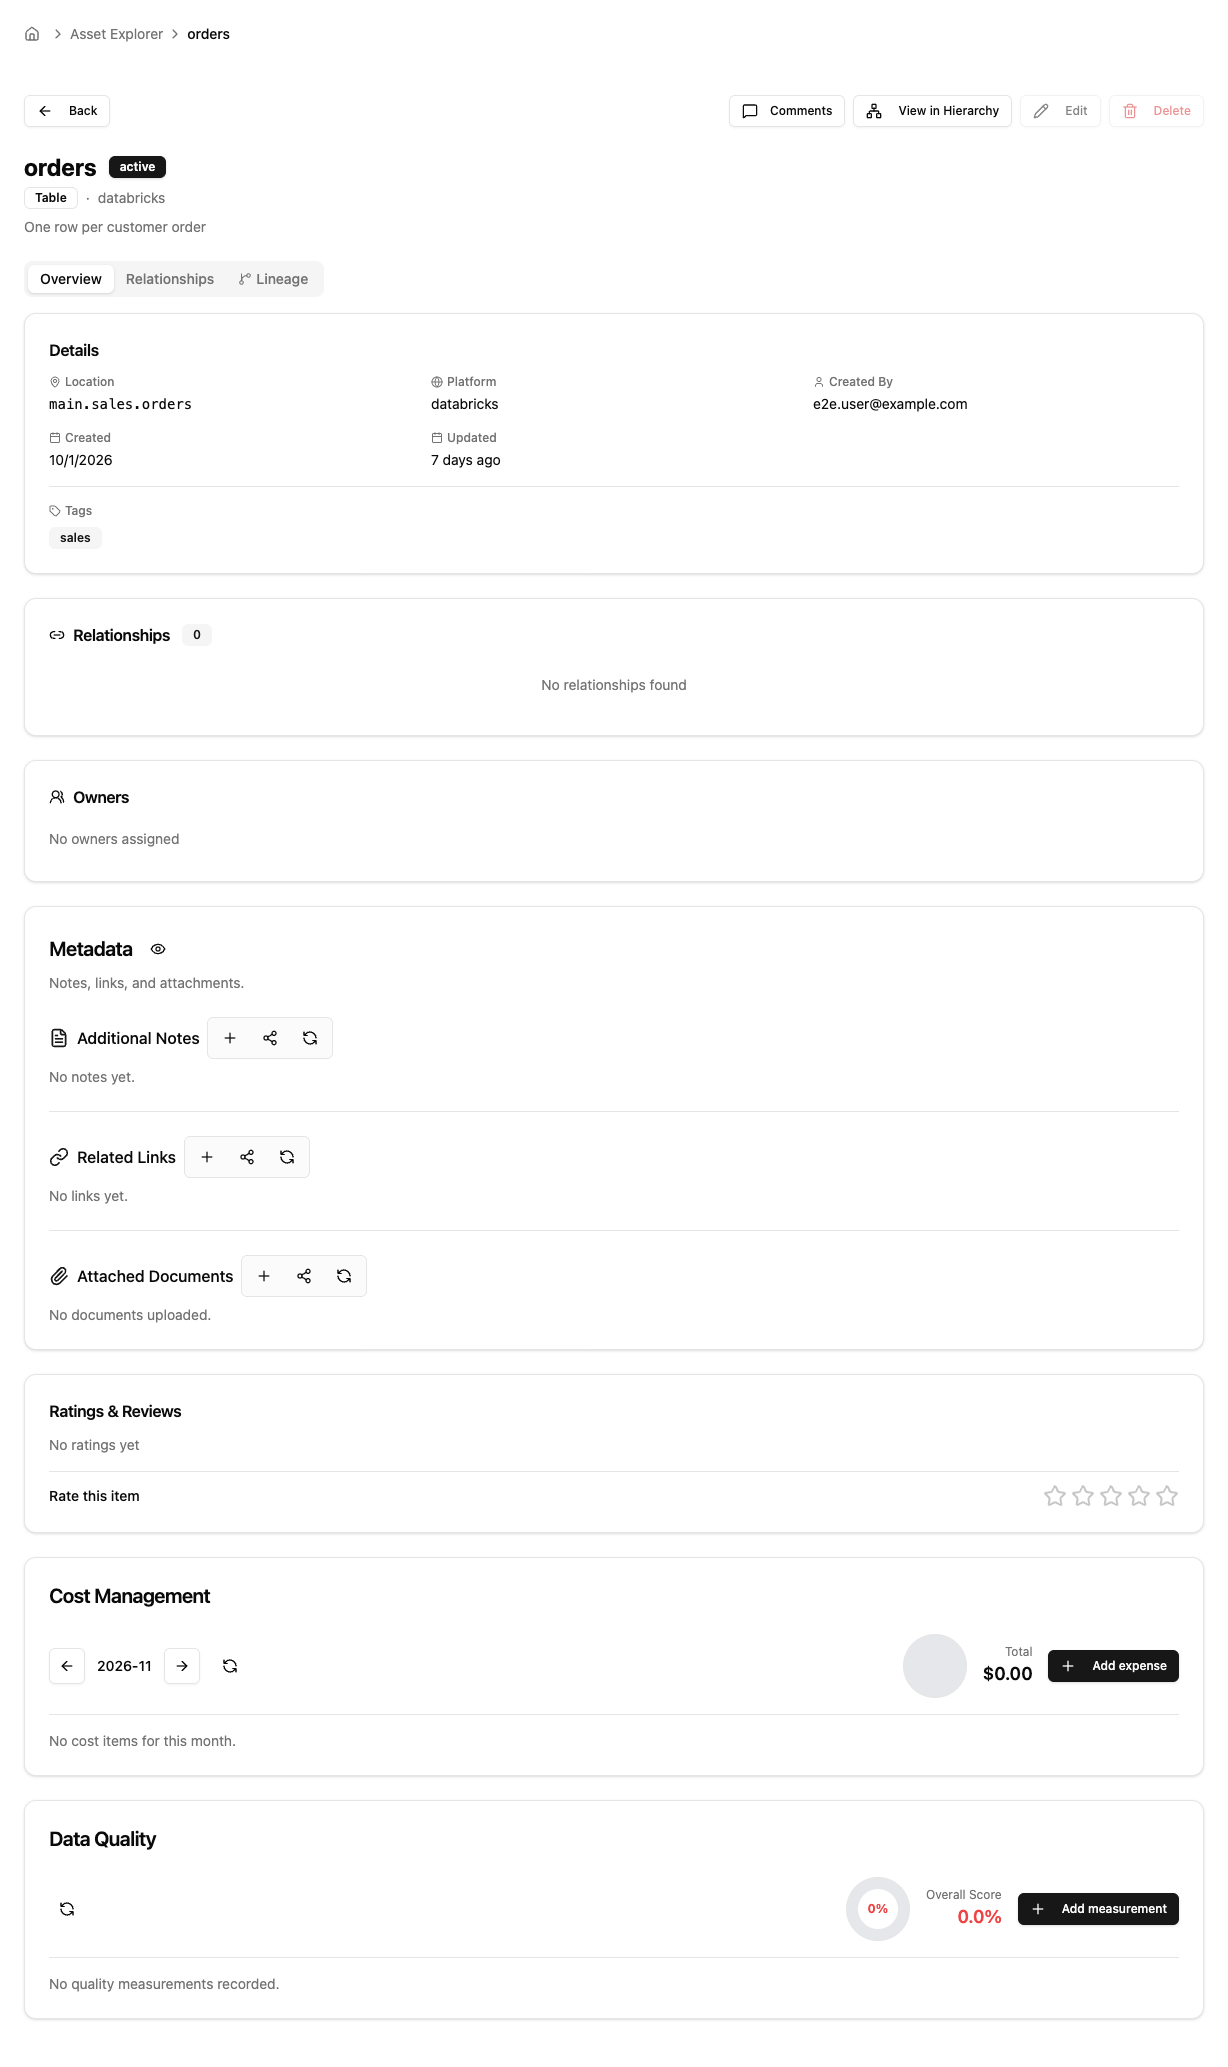 Asset Explorer
orders
Back
Comments
View in Hierarchy
Edit
Delete
orders
active
Table
·
databricks
One row per customer order
Overview
Relationships
Lineage
Details
Location
Platform
Created By
main.sales.orders
databricks
e2e.user@example.com
Created
Updated
10/1/2026
7 days ago
Tags
sales
Relationships
0
No relationships found
Owners
No owners assigned
Metadata
Notes, links, and attachments.
Additional Notes
No notes yet.
Related Links
No links yet.
Attached Documents
No documents uploaded.
Ratings & Reviews
No ratings yet
Rate this item
Cost Management
2026-11
Total
$0.00
Add expense
No cost items for this month.
Data Quality
0%
Overall Score
0.0%
Add measurement
No quality measurements recorded.